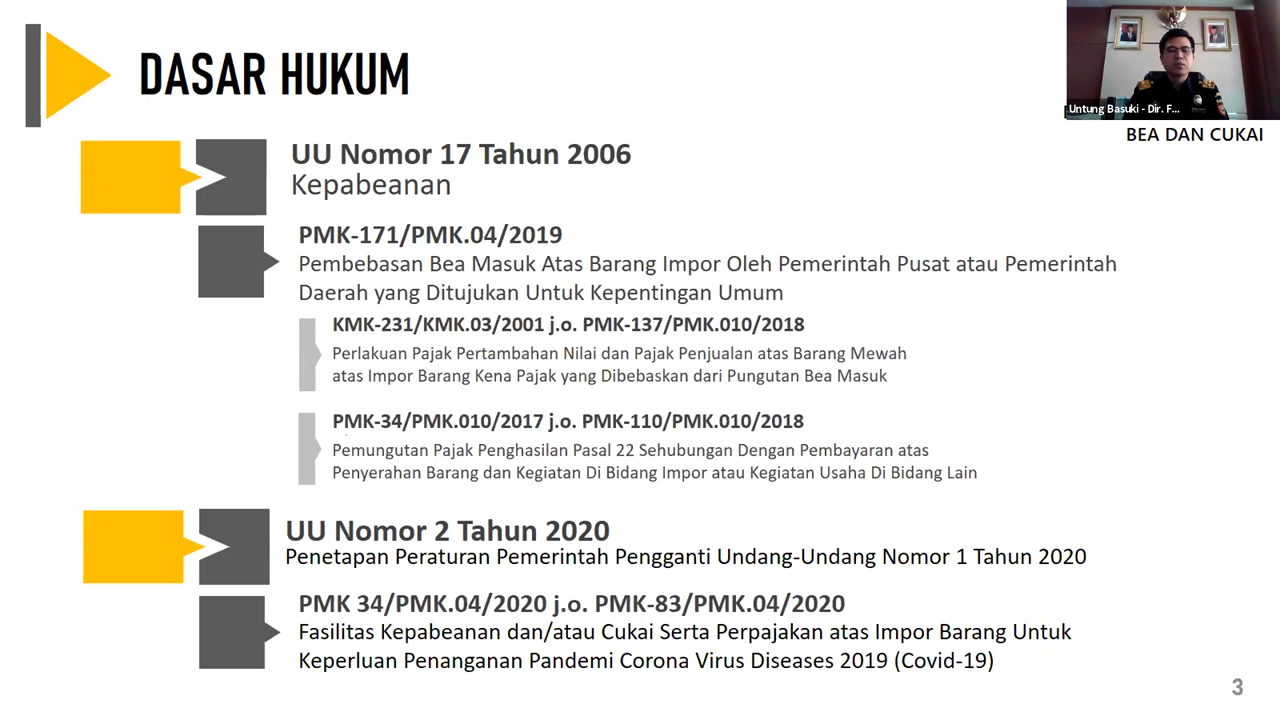 DASAR HUKUM
Untung Basuki - Dir. F...
BEA DAN CUKAI
UU Nomor 17 Tahun 2006
Kepabeanan
PMK-171/PMK.04/2019
Pembebasan Bea Masuk Atas Barang Impor Oleh Pemerintah Pusat atau Pemerintah
Daerah yang Ditujukan Untuk Kepentingan Umum
KMK-231/KMK.03/2001 j.o. PMK-137/PMK.010/2018
Perlakuan Pajak Pertambahan Nilai dan Pajak Penjualan atas Barang Mewah
atas Impor Barang Kena Pajak yang Dibebaskan dari Pungutan Bea Masuk
PMK-34/PMK.010/2017 j.o. PMK-110/PMK.010/2018
Pemungutan Pajak Penghasilan Pasal 22 Sehubungan Dengan Pembayaran atas
Penyerahan Barang dan Kegiatan Di Bidang Impor atau Kegiatan Usaha Di Bidang Lain
UU Nomor 2 Tahun 2020
Penetapan Peraturan Pemerintah Pengganti Undang-Undang Nomor 1 Tahun 2020
PMK 34/PMK.04/2020 j.o. PMK-83/PMK.04/2020
Fasilitas Kepabeanan dan/atau Cukai Serta Perpajakan atas Impor Barang Untuk
Keperluan Penanganan Pandemi Corona Virus Diseases 2019 (Covid-19)
3